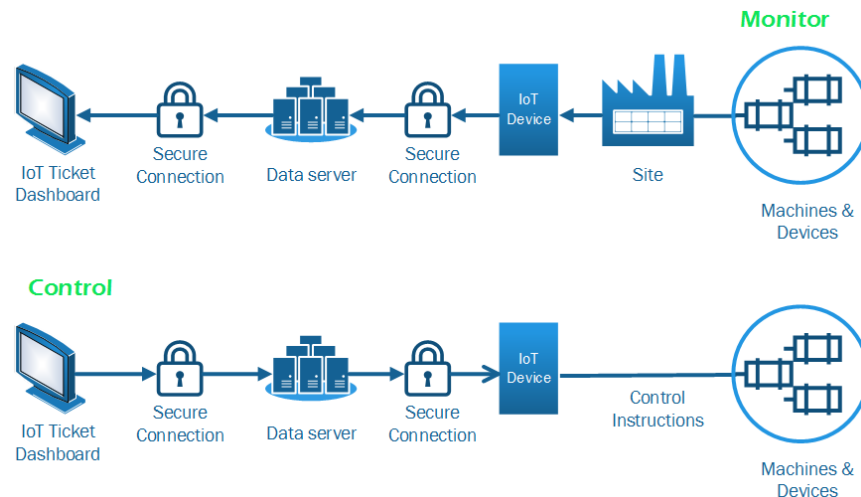 Monitor
IoT
Device
IoT Ticket
Dashboard
Secure
Connection
Data server
Secure
Connection
Site
Machines &
Devices
Control
IoT
Device
IoT Ticket
Dashboard
Secure
Connection
Data server
Secure
Connection
Control
Instructions
Machines &
Devices